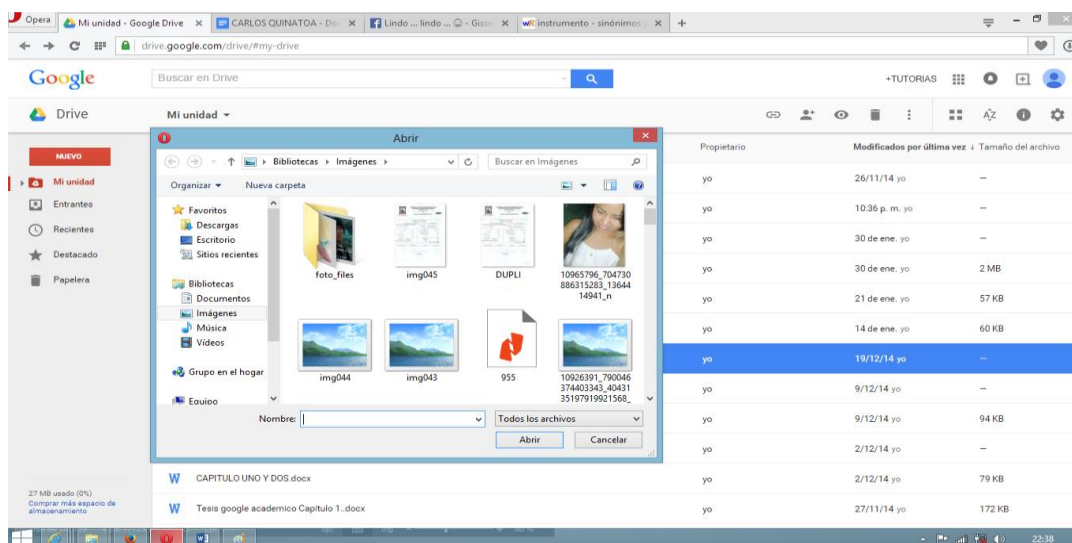 Opera
Mi unidad - Google Drive
CARLOS QUINATOA - Do
Lindo ... lindo ... - Gisse
wR instrumento - sinónimos y
drive.google.com/drive/#my-drive
Google
Buscar en Drive
+TUTORIAS
Drive
Mi unidad
NUEVO
Mi unidad
Entrantes
Recientes
Destacado
Papelera
27 MB usado (0%)
Comprar más espacio de
almacenamiento
Abrir
Bibliotecas
Imágenes
Buscar en Imágenes
Organizar
Nueva carpeta
Favoritos
Descargas
Escritorio
Sitios recientes
Bibliotecas
Documentos
Imágenes
Música
Vídeos
Grupo en el hogar
Equipo
foto_files
img045
DUPLI
10965796_704730
886315283_13644
14941_n
img044
img043
955
10926391_790046
374403343_40431
35197919921568_
Nombre:
Todos los archivos
Abrir
Cancelar
Propietario
Modificados por última vez
Tamaño del archivo
yo 26/11/14 yo –
yo 10:36 p. m. yo –
yo 30 de ene. yo –
yo 30 de ene. yo 2 MB
yo 21 de ene. yo 57 KB
yo 14 de ene. yo 60 KB
yo 19/12/14 yo –
yo 9/12/14 yo –
yo 9/12/14 yo 94 KB
yo 2/12/14 yo –
W CAPITULO UNO Y DOS.docx yo 2/12/14 yo 79 KB
W Tesis google academico Capitulo 1..docx yo 27/11/14 yo 172 KB
22:38